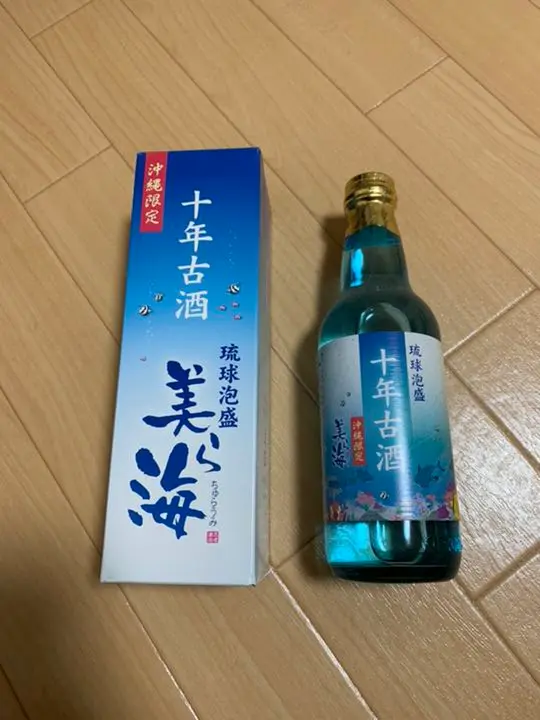 沖縄限定
十年古酒
琉球泡盛
美ら海
ちゅらうみ
琉球泡盛
十年古酒
沖縄限定
美ら海